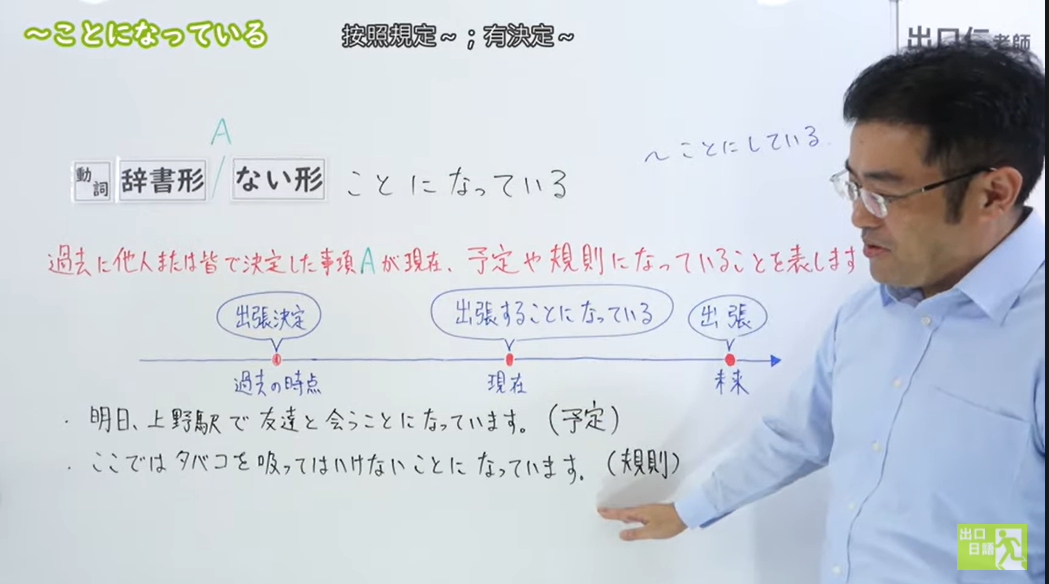 ～ことになっている
按照規定～；有決定～
出口仁老師
A
動詞 辞書形 / ない形 ことになっている
～ことにしている
過去に他人または皆で決定した事項Aが現在、予定や規則になっていることを表します
出張決定 出張することになっている 出張
過去の時点 現在 未来
・明日、上野駅で友達と会うことになっています。(予定)
・ここではタバコを吸ってはいけないことになっています。(規則)
出口
日語